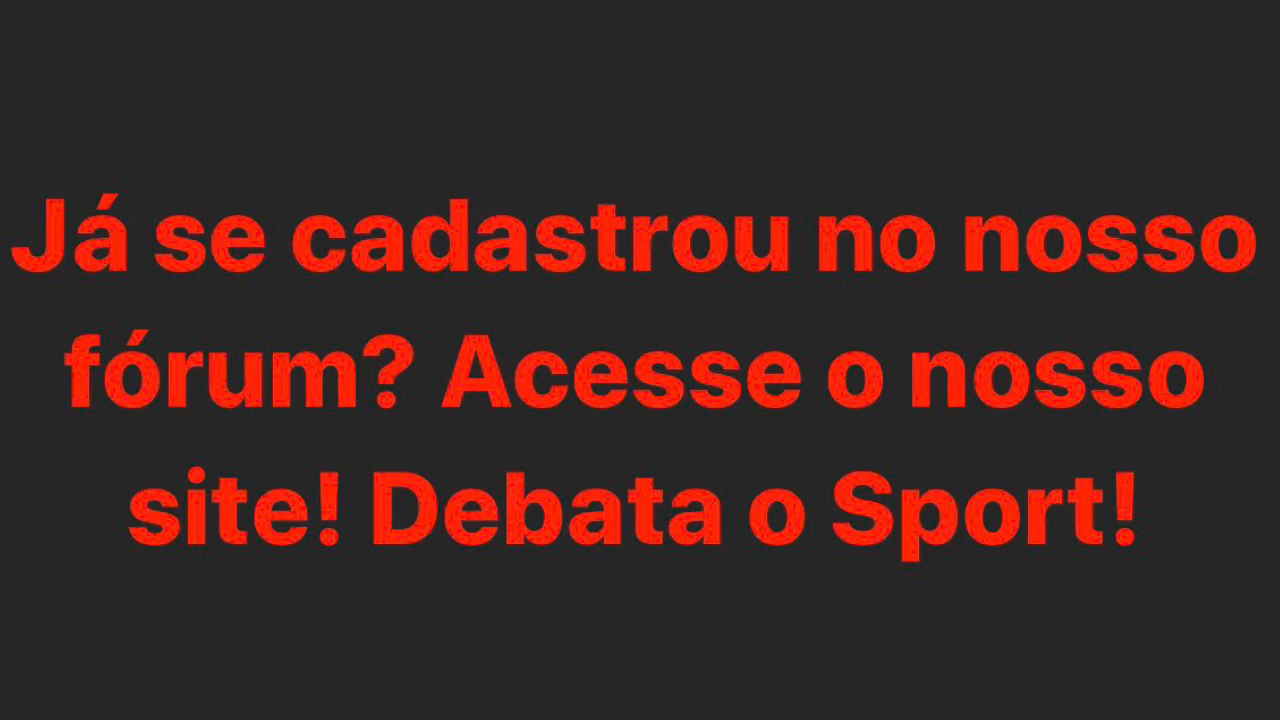 Já se cadastrou no nosso
fórum? Acesse o nosso
site! Debata o Sport!